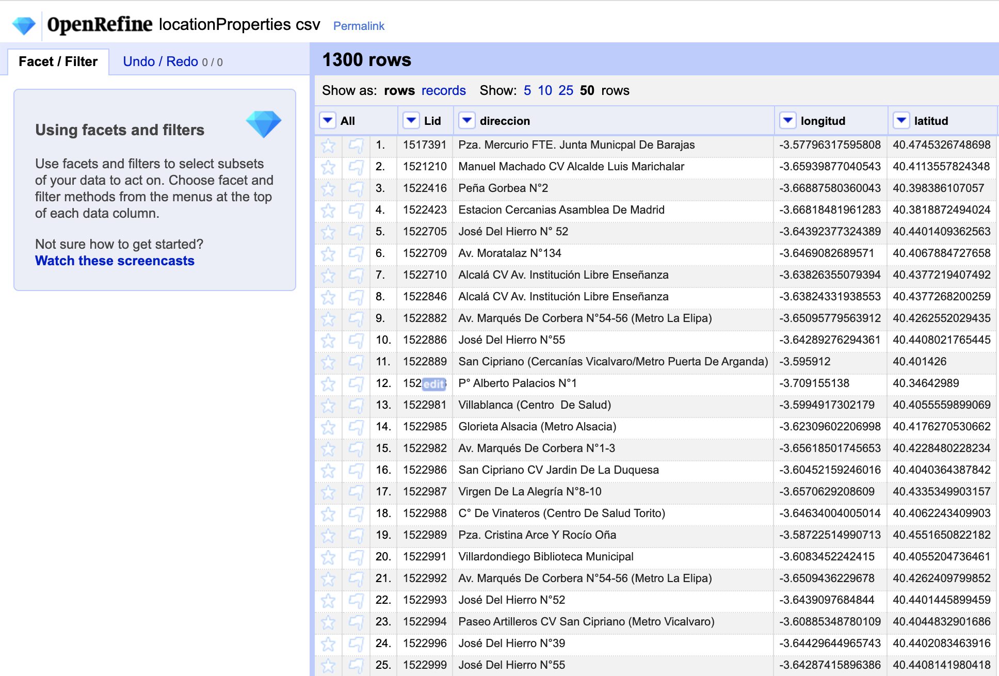 OpenRefine locationProperties csv Permalink
Facet / Filter Undo / Redo 0 / 0
Using facets and filters
Use facets and filters to select subsets
of your data to act on. Choose facet and
filter methods from the menus at the top
of each data column.
Not sure how to get started?
Watch these screencasts
1300 rows
Show as: rows records Show: 5 10 25 50 rows
All Lid direccion longitud latitud
1. 1517391 Pza. Mercurio FTE. Junta Municpal De Barajas -3.57796317595808 40.4745326748698
2. 1521210 Manuel Machado CV Alcalde Luis Marichalar -3.65939877040543 40.4113557824348
3. 1522416 Peña Gorbea N°2 -3.66887580360043 40.398386107057
4. 1522423 Estacion Cercanias Asamblea De Madrid -3.66818481961283 40.3818872494024
5. 1522705 José Del Hierro N° 52 -3.64392377324389 40.4401409362563
6. 1522709 Av. Moratalaz N°134 -3.6469082689571 40.4067884727658
7. 1522710 Alcalá CV Av. Institución Libre Enseñanza -3.63826355079394 40.4377219407492
8. 1522846 Alcalá CV Av. Institución Libre Enseñanza -3.63824331938553 40.4377268200259
9. 1522882 Av. Marqués De Corbera N°54-56 (Metro La Elipa) -3.65095779563912 40.4262552029435
10. 1522886 José Del Hierro N°55 -3.64289276294361 40.4408021765445
11. 1522889 San Cipriano (Cercanías Vicalvaro/Metro Puerta De Arganda) -3.595912 40.401426
12. 152 edit P° Alberto Palacios N°1 -3.709155138 40.34642989
13. 1522981 Villablanca (Centro  De Salud) -3.5994917302179 40.4055559899069
14. 1522985 Glorieta Alsacia (Metro Alsacia) -3.62309602206998 40.4176270530662
15. 1522982 Av. Marqués De Corbera N°1-3 -3.65618501745653 40.4228480228234
16. 1522986 San Cipriano CV Jardin De La Duquesa -3.60452159246016 40.4040364387842
17. 1522987 Virgen De La Alegría N°8-10 -3.6570629208609 40.4335349903157
18. 1522988 C° De Vinateros (Centro De Salud Torito) -3.64634004005014 40.4062243409903
19. 1522989 Pza. Cristina Arce Y Rocío Oña -3.58722514990713 40.4551650822182
20. 1522991 Villardondiego Biblioteca Municipal -3.6083452242415 40.4055204736461
21. 1522992 Av. Marqués De Corbera N°54-56 (Metro La Elipa) -3.6509436229678 40.4262409799852
22. 1522993 José Del Hierro N°52 -3.6439097684844 40.4401445899459
23. 1522994 Paseo Artilleros CV San Cipriano (Metro Vicalvaro) -3.60885348780109 40.4044832901686
24. 1522996 José Del Hierro N°39 -3.64429644965743 40.4402083463916
25. 1522999 José Del Hierro N°55 -3.64287415896386 40.4408141980418